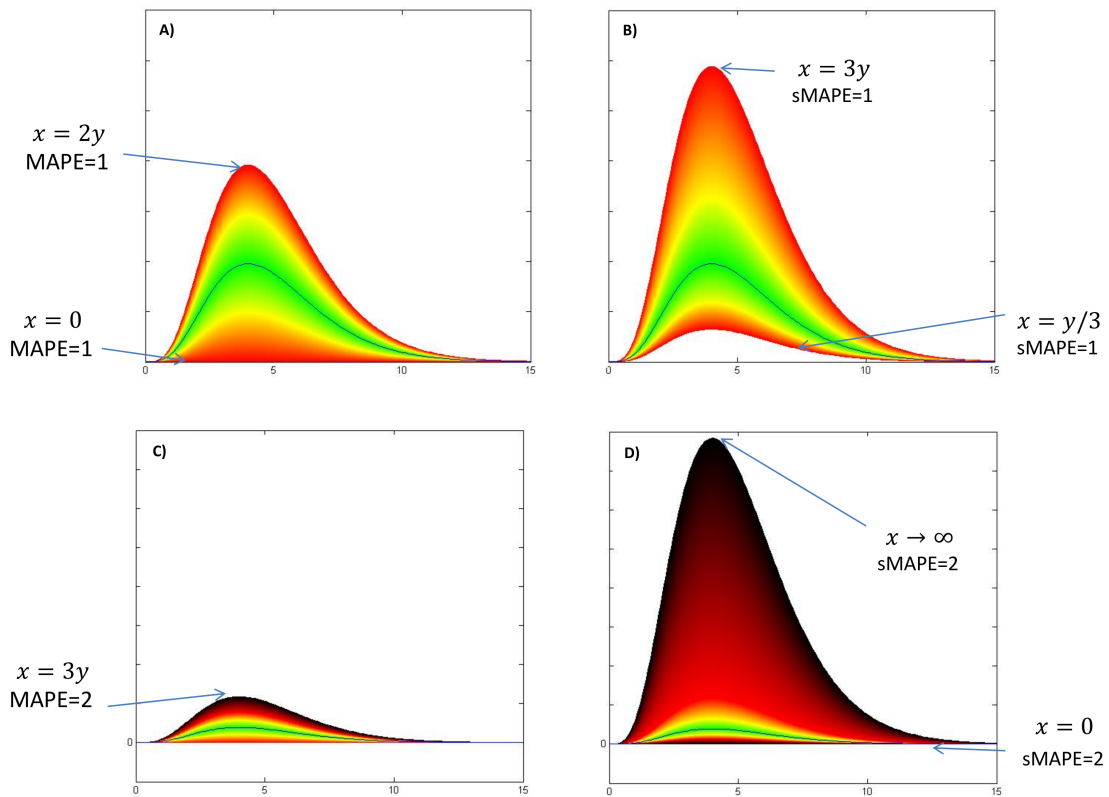 A)
x = 2y
MAPE=1
x = 0
MAPE=1
0
5
10
15
B)
x = 3y
sMAPE=1
x = y/3
sMAPE=1
0
5
10
15
C)
x = 3y
MAPE=2
0
0
5
10
15
D)
x → ∞
sMAPE=2
x = 0
sMAPE=2
0
0
5
10
15